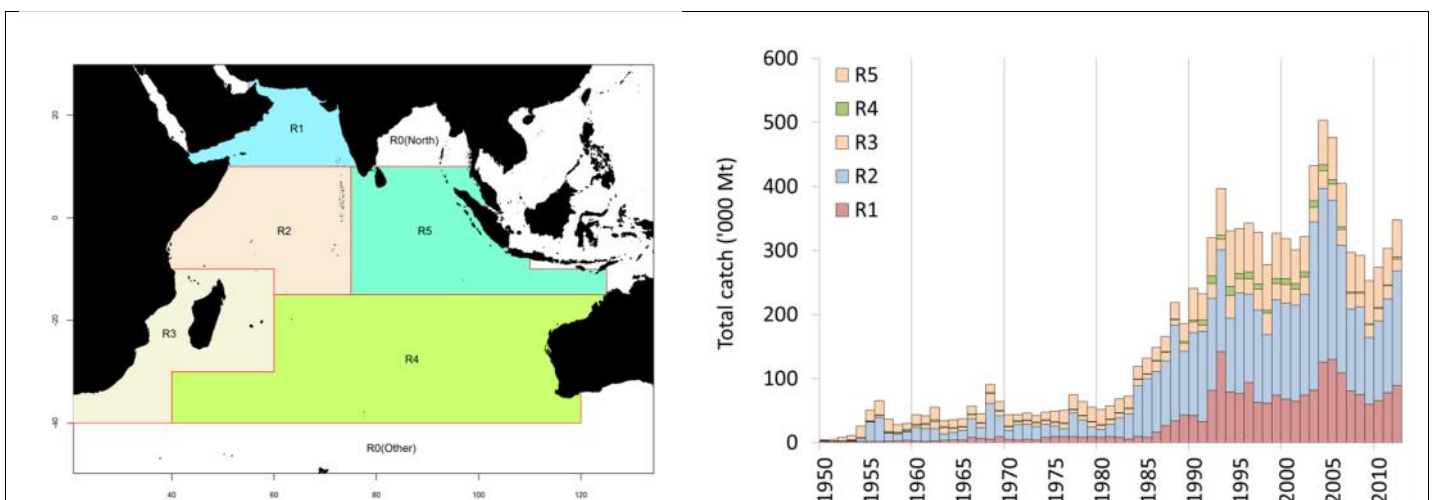 20
0
-20
-40
40
60
80
100
120
R1
R0(North)
R2
R5
R3
R4
R0(Other)
Total catch ('000 Mt)
600
500
400
300
200
100
0
R5
R4
R3
R2
R1
1950
1955
1960
1965
1970
1975
1980
1985
1990
1995
2000
2005
2010